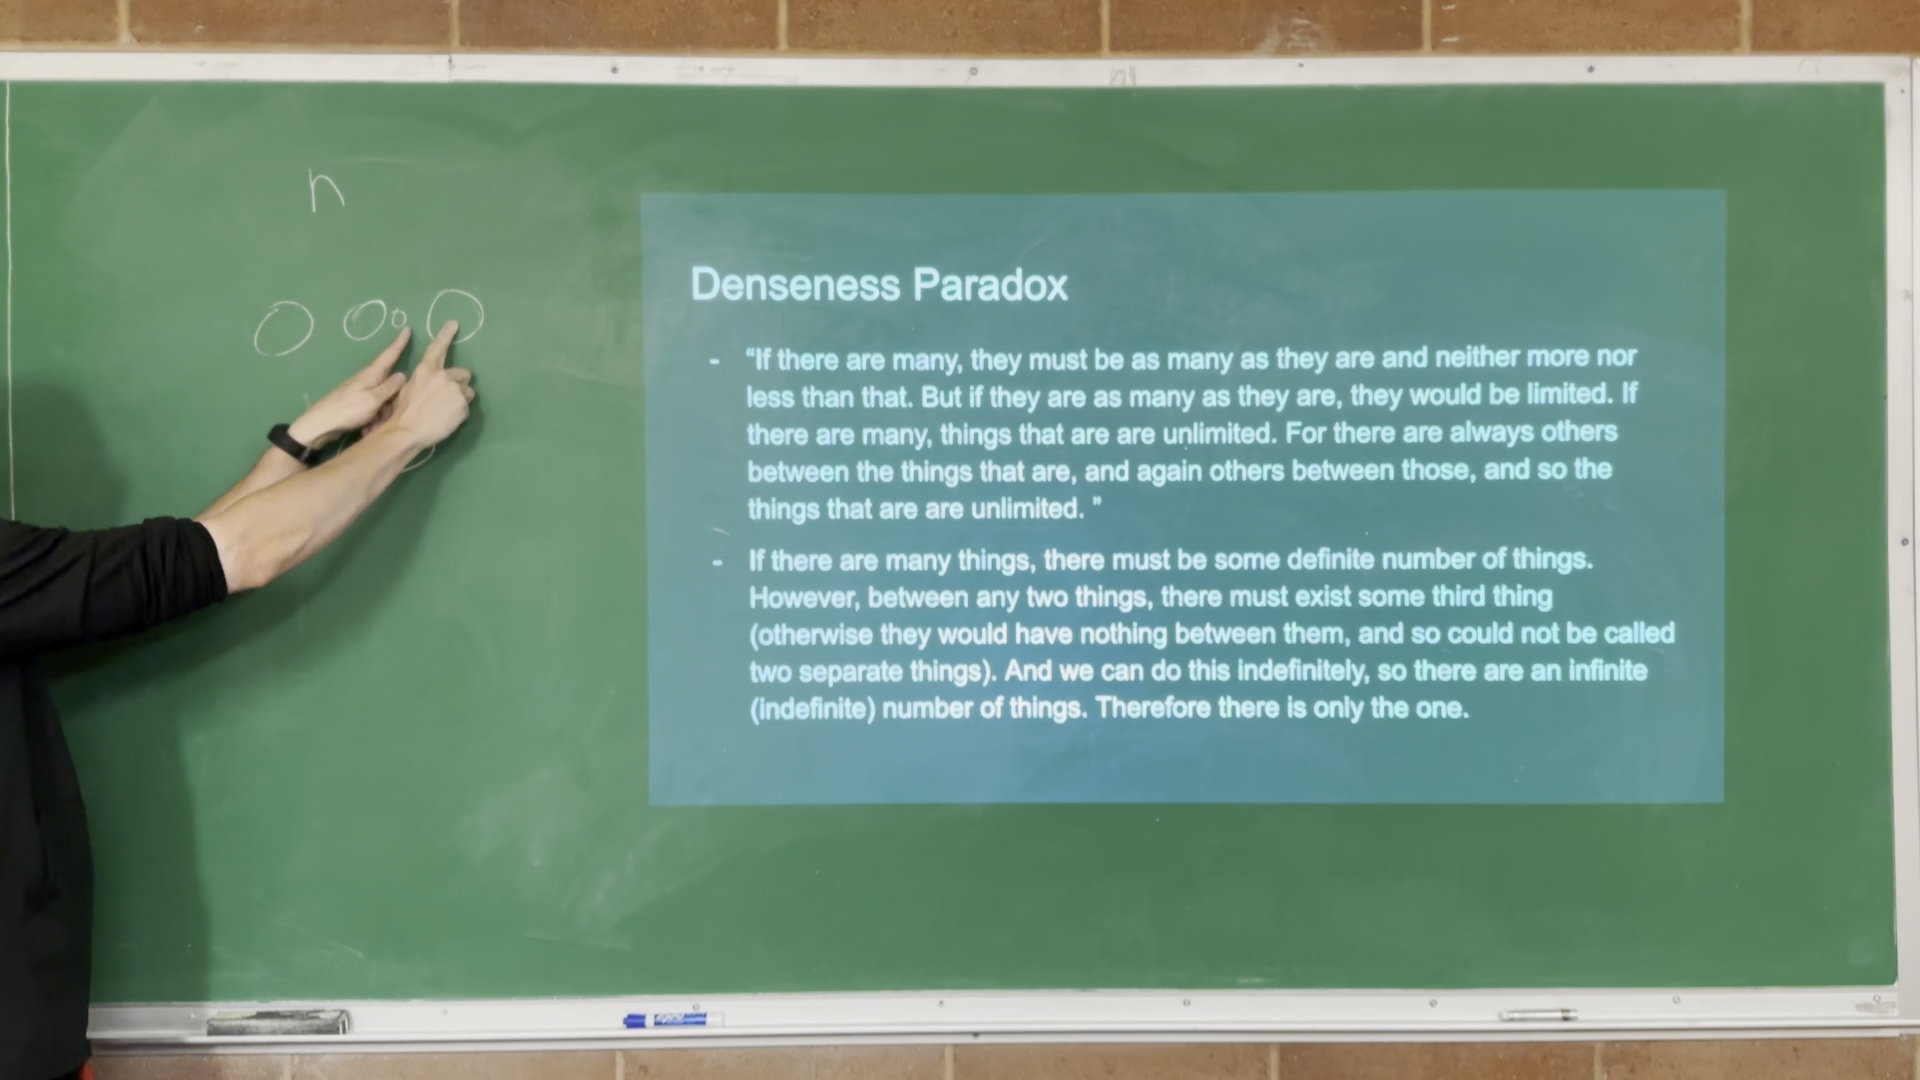 n
Denseness Paradox
- “If there are many, they must be as many as they are and neither more nor
less than that. But if they are as many as they are, they would be limited. If
there are many, things that are are unlimited. For there are always others
between the things that are, and again others between those, and so the
things that are are unlimited. ”
- If there are many things, there must be some definite number of things.
However, between any two things, there must exist some third thing
(otherwise they would have nothing between them, and so could not be called
two separate things). And we can do this indefinitely, so there are an infinite
(indefinite) number of things. Therefore there is only the one.